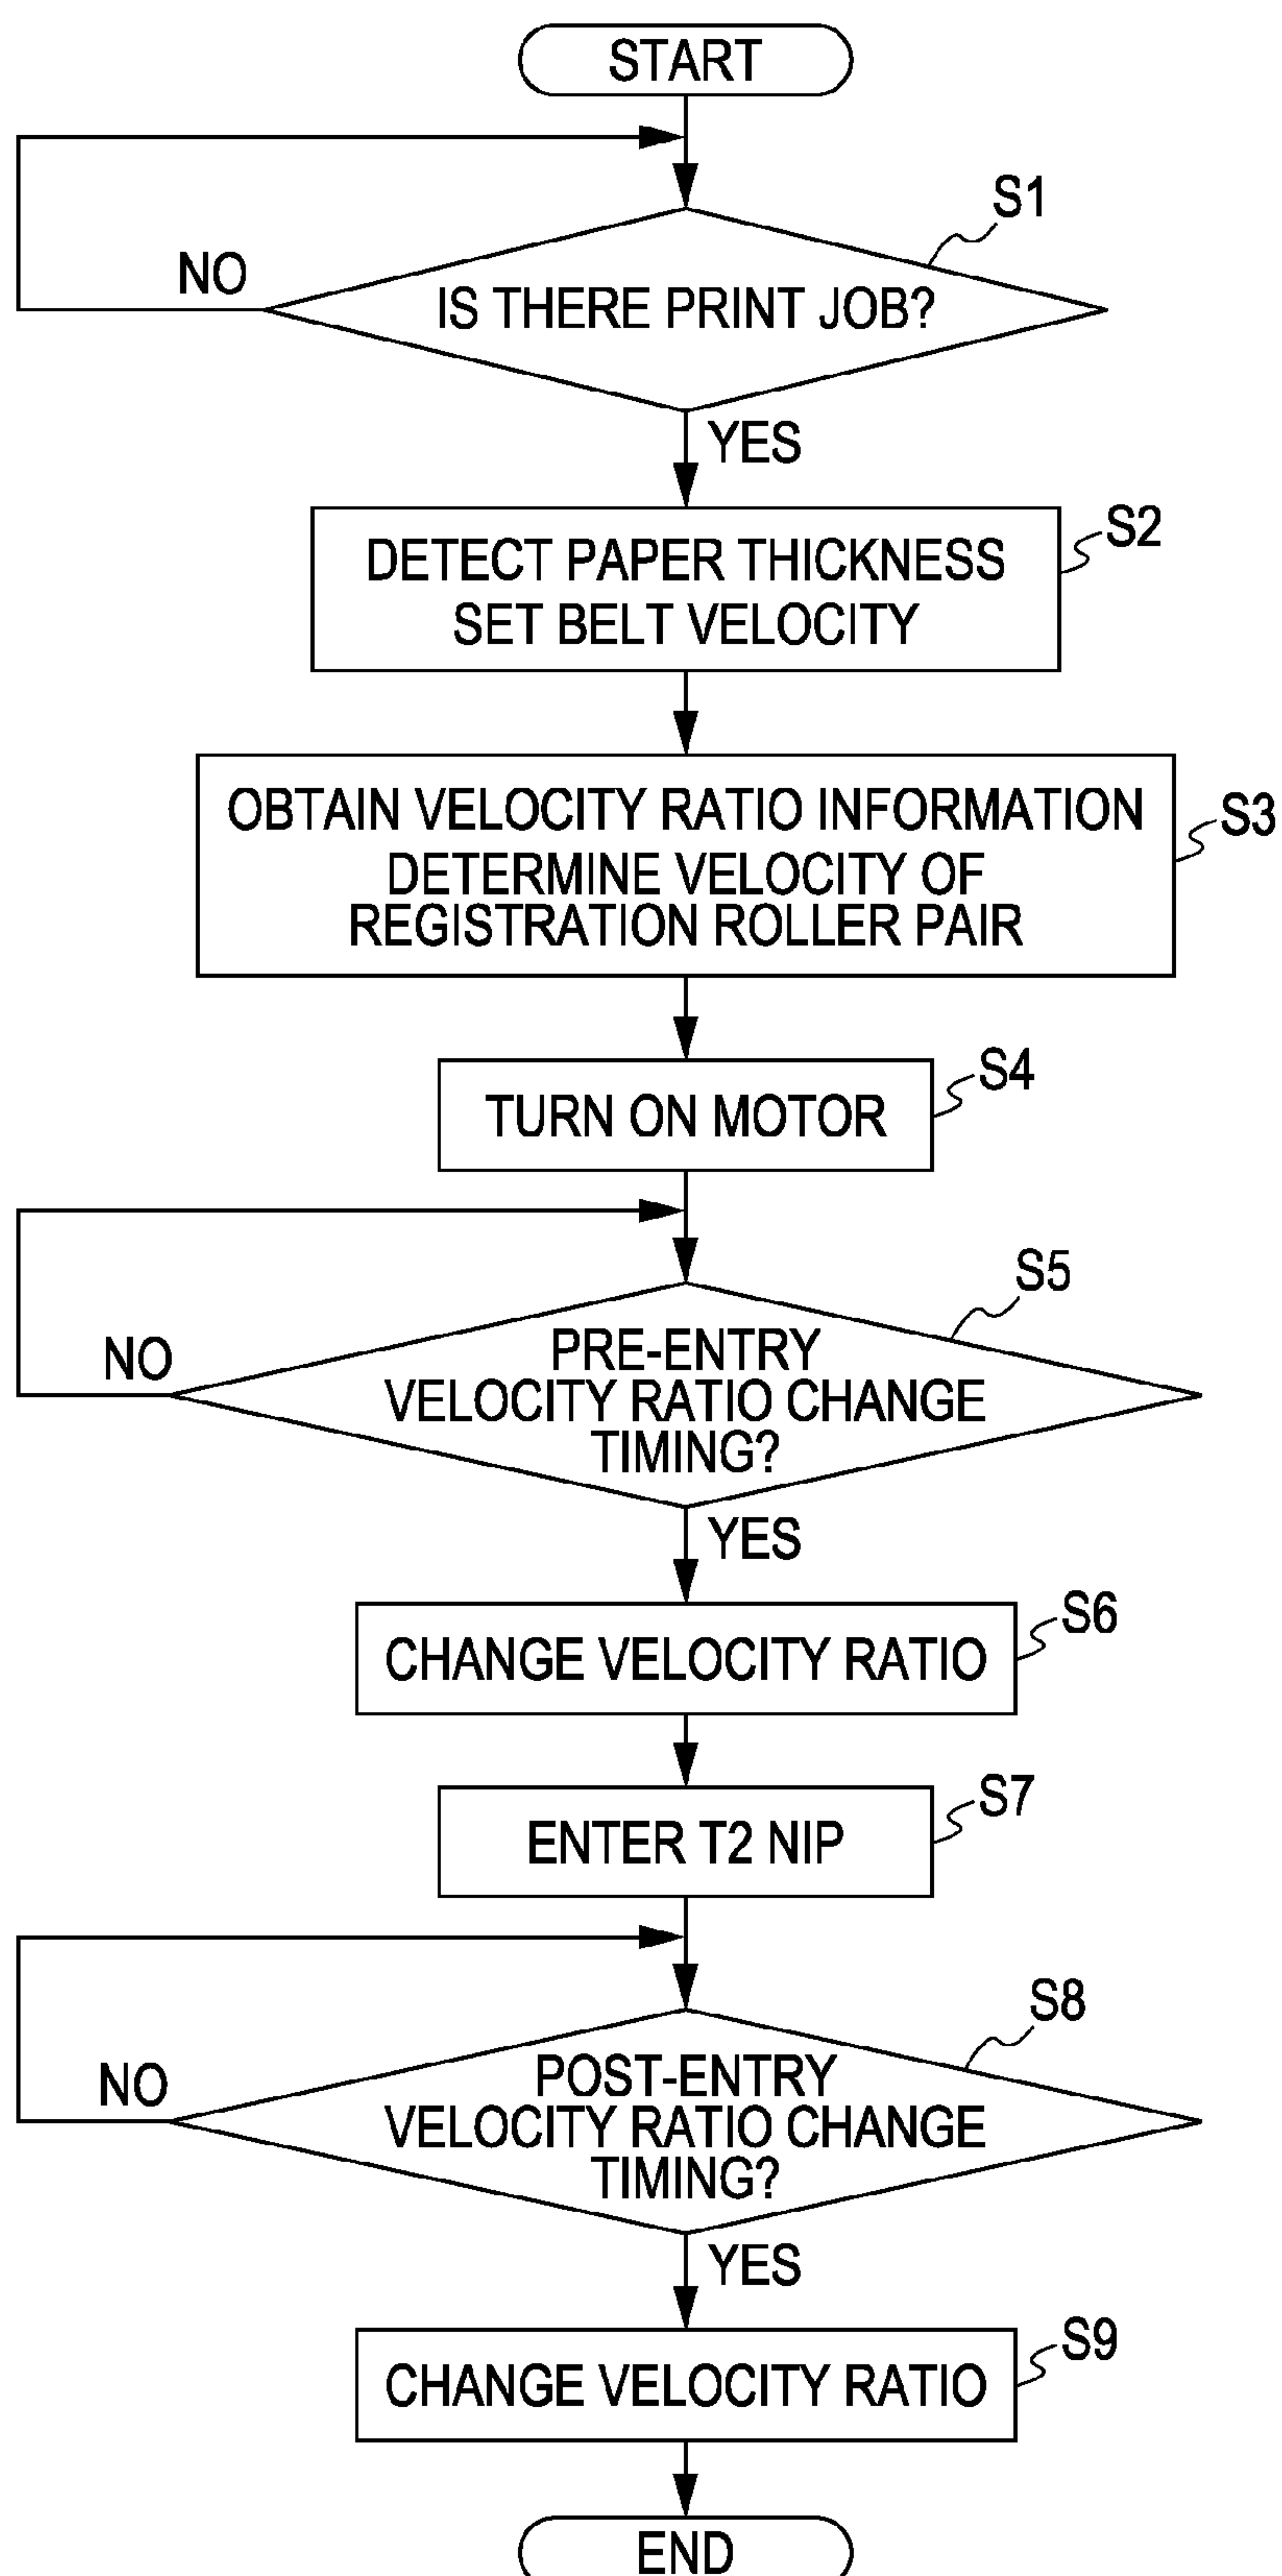 START
S1
NO
IS THERE PRINT JOB?
YES
S2
DETECT PAPER THICKNESS
SET BELT VELOCITY
S3
OBTAIN VELOCITY RATIO INFORMATION
DETERMINE VELOCITY OF
REGISTRATION ROLLER PAIR
S4
TURN ON MOTOR
S5
NO
PRE-ENTRY
VELOCITY RATIO CHANGE
TIMING?
YES
S6
CHANGE VELOCITY RATIO
S7
ENTER T2 NIP
S8
NO
POST-ENTRY
VELOCITY RATIO CHANGE
TIMING?
YES
S9
CHANGE VELOCITY RATIO
END